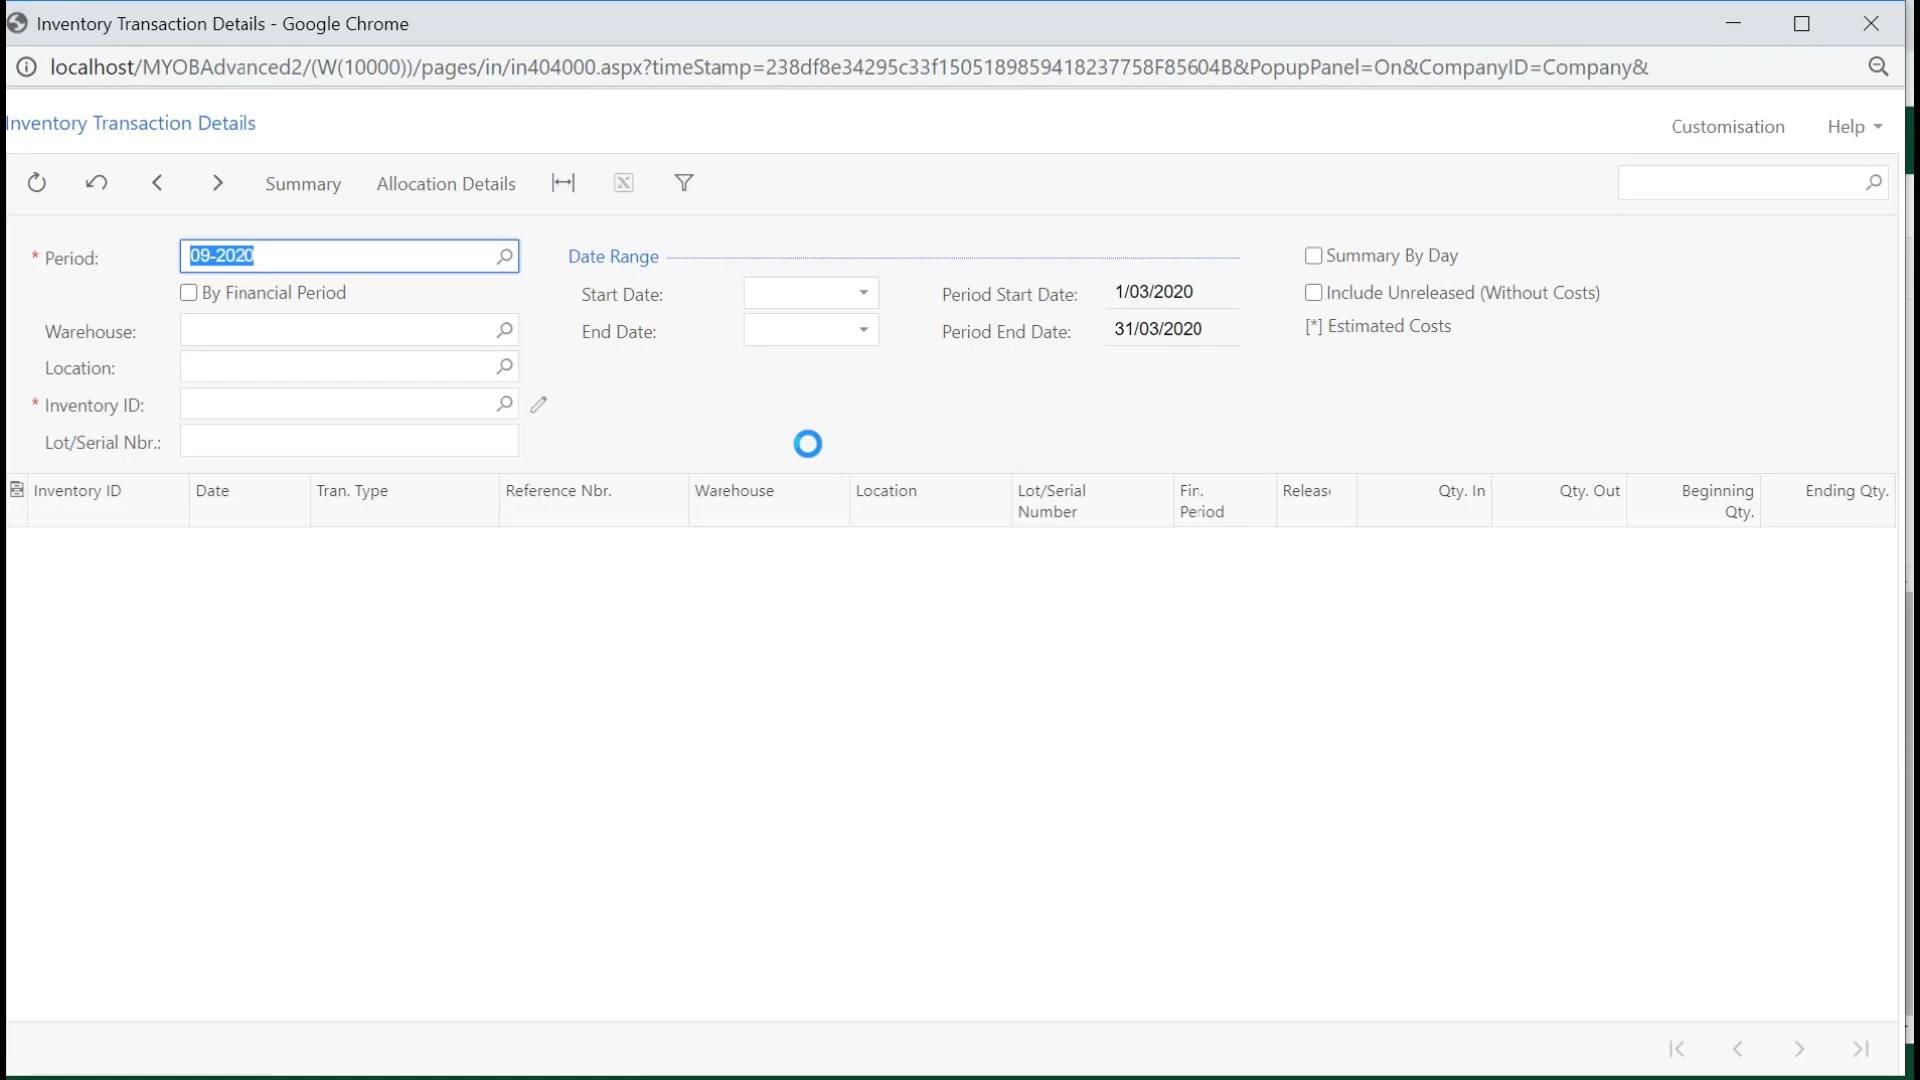 Inventory Transaction Details - Google Chrome
localhost/MYOBAdvanced2/(W(10000))/pages/in/in404000.aspx?timeStamp=238df8e34295c33f1505189859418237758F85604B&PopupPanel=On&CompanyID=Company&
Inventory Transaction Details
Customisation Help
Summary Allocation Details
* Period: 09-2020 Date Range Summary By Day
By Financial Period Start Date: Period Start Date: 1/03/2020 Include Unreleased (Without Costs)
Warehouse: End Date: Period End Date: 31/03/2020 [*] Estimated Costs
Location:
* Inventory ID:
Lot/Serial Nbr.:
Inventory ID Date Tran. Type Reference Nbr. Warehouse Location Lot/Serial Fin. Releas Qty. In Qty. Out Beginning Ending Qty.
Number Period Qty.